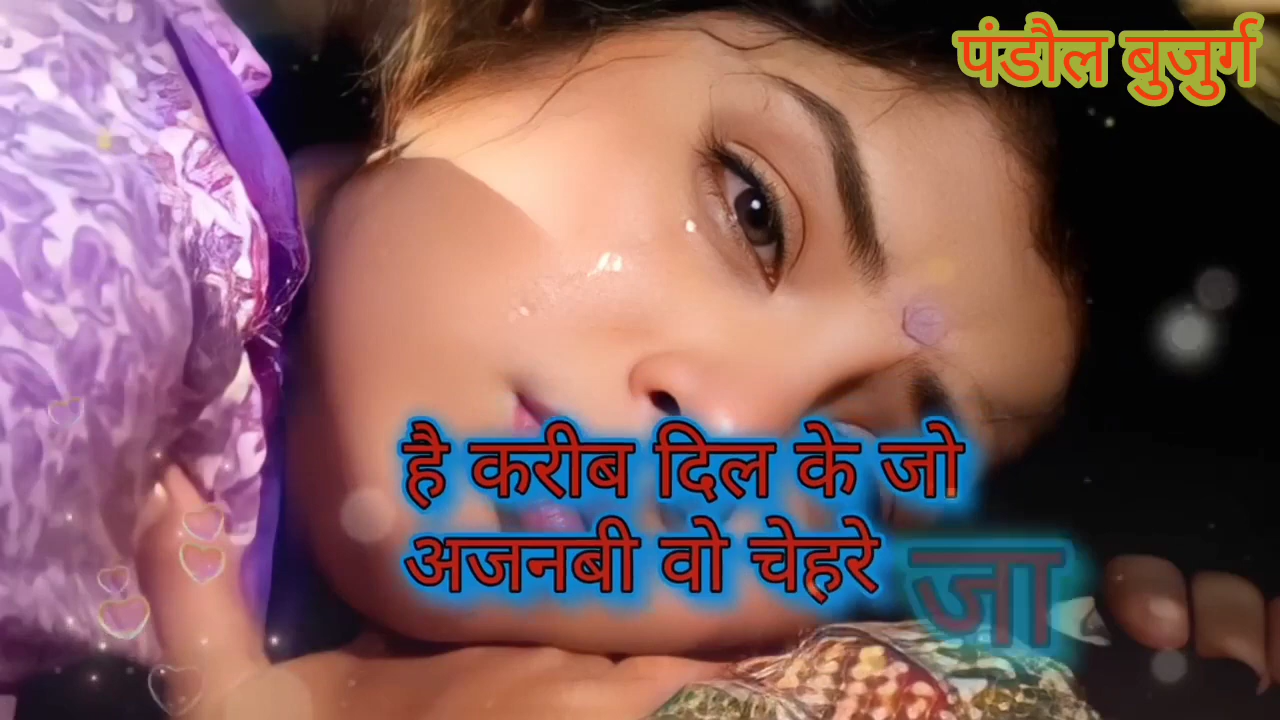 पंडौल बुजुर्ग
है करीब दिल के जो
अजनबी वो चेहरे जा